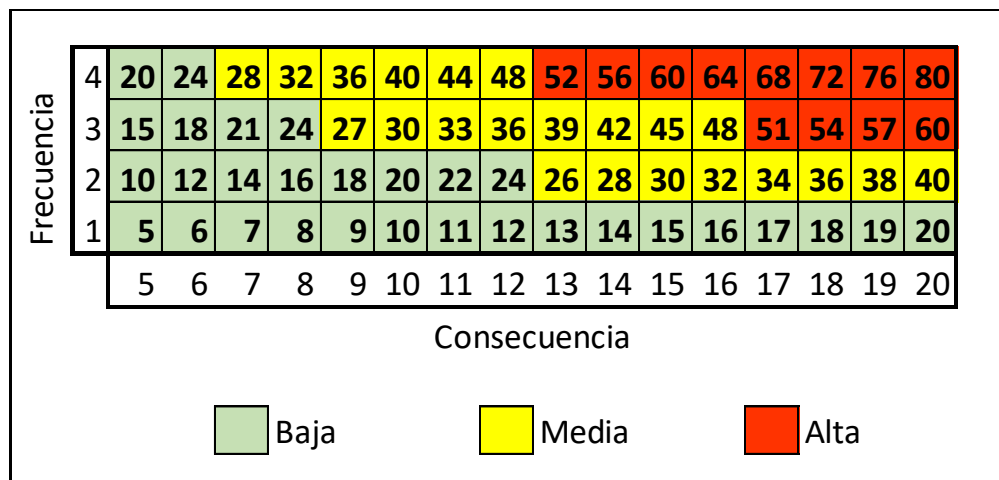 Frecuencia
4 20 24 28 32 36 40 44 48 52 56 60 64 68 72 76 80
3 15 18 21 24 27 30 33 36 39 42 45 48 51 54 57 60
2 10 12 14 16 18 20 22 24 26 28 30 32 34 36 38 40
1 5 6 7 8 9 10 11 12 13 14 15 16 17 18 19 20
5 6 7 8 9 10 11 12 13 14 15 16 17 18 19 20
Consecuencia
Baja Media Alta